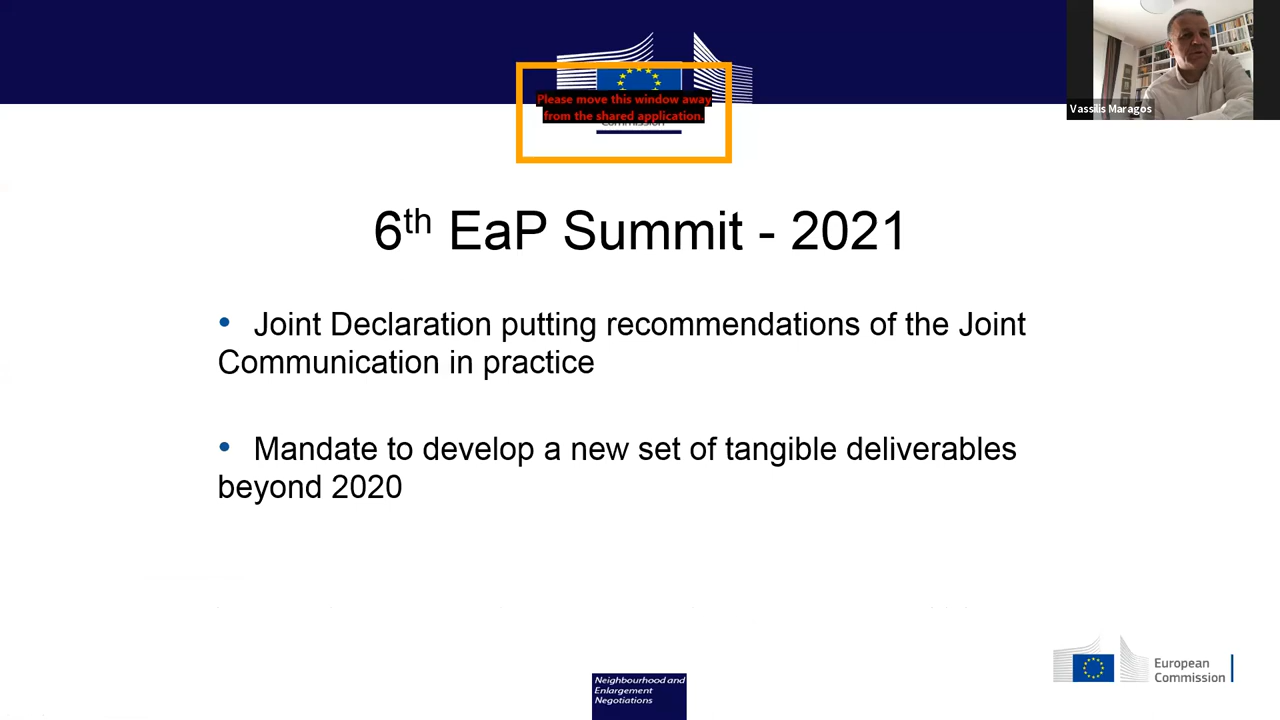 Please move this window away
from the shared application.
Commission
Vassilis Maragos
6th EaP Summit - 2021
• Joint Declaration putting recommendations of the Joint
Communication in practice
• Mandate to develop a new set of tangible deliverables
beyond 2020
Neighbourhood and
Enlargement
Negotiations
European
Commission